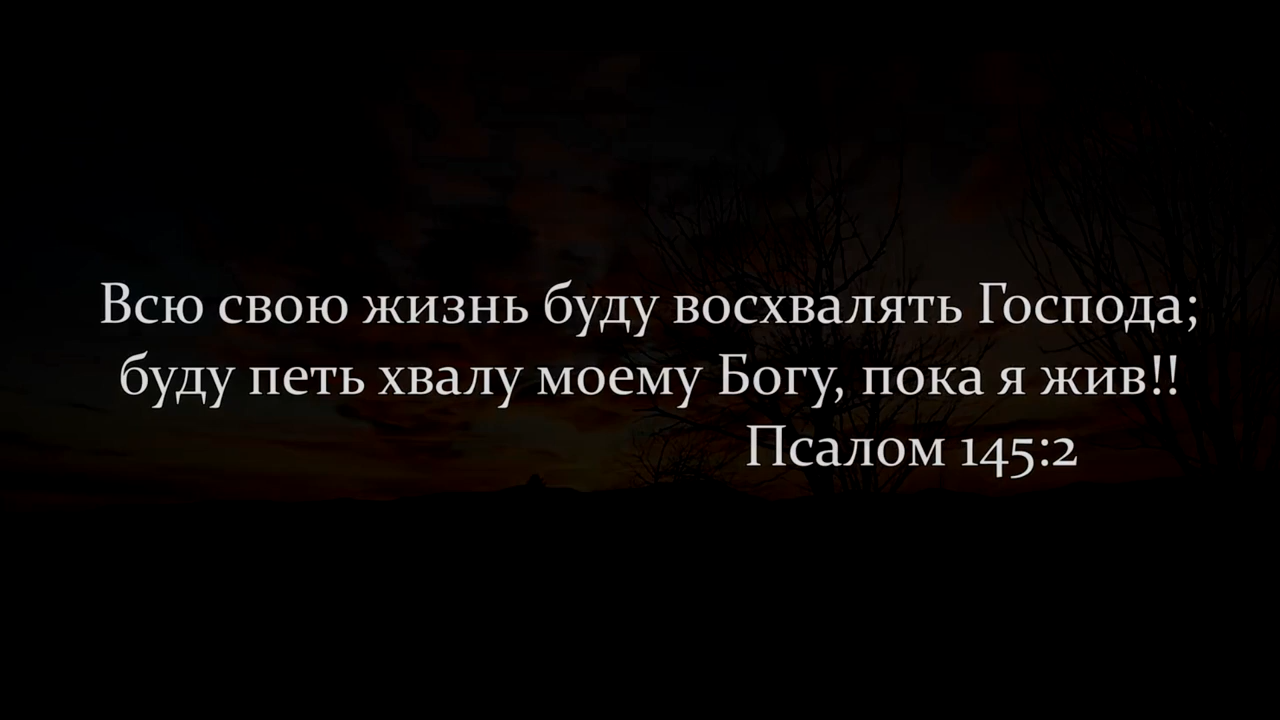 Всю свою жизнь буду восхвалять Господа;
буду петь хвалу моему Богу, пока я жив!!
Псалом 145:2